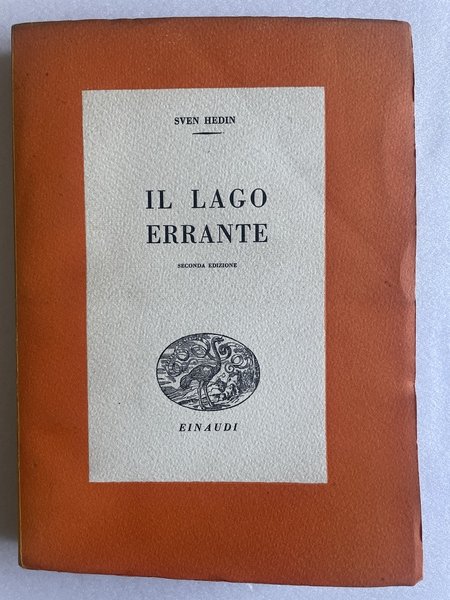 SVEN HEDIN
IL LAGO
ERRANTE
SECONDA EDIZIONE
EINAUDI